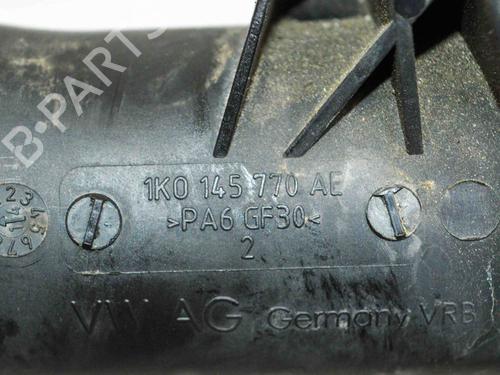 B-PARTS
1K0 145 770 AE
>PA6 GF30<
2
VW AG Germany VRB